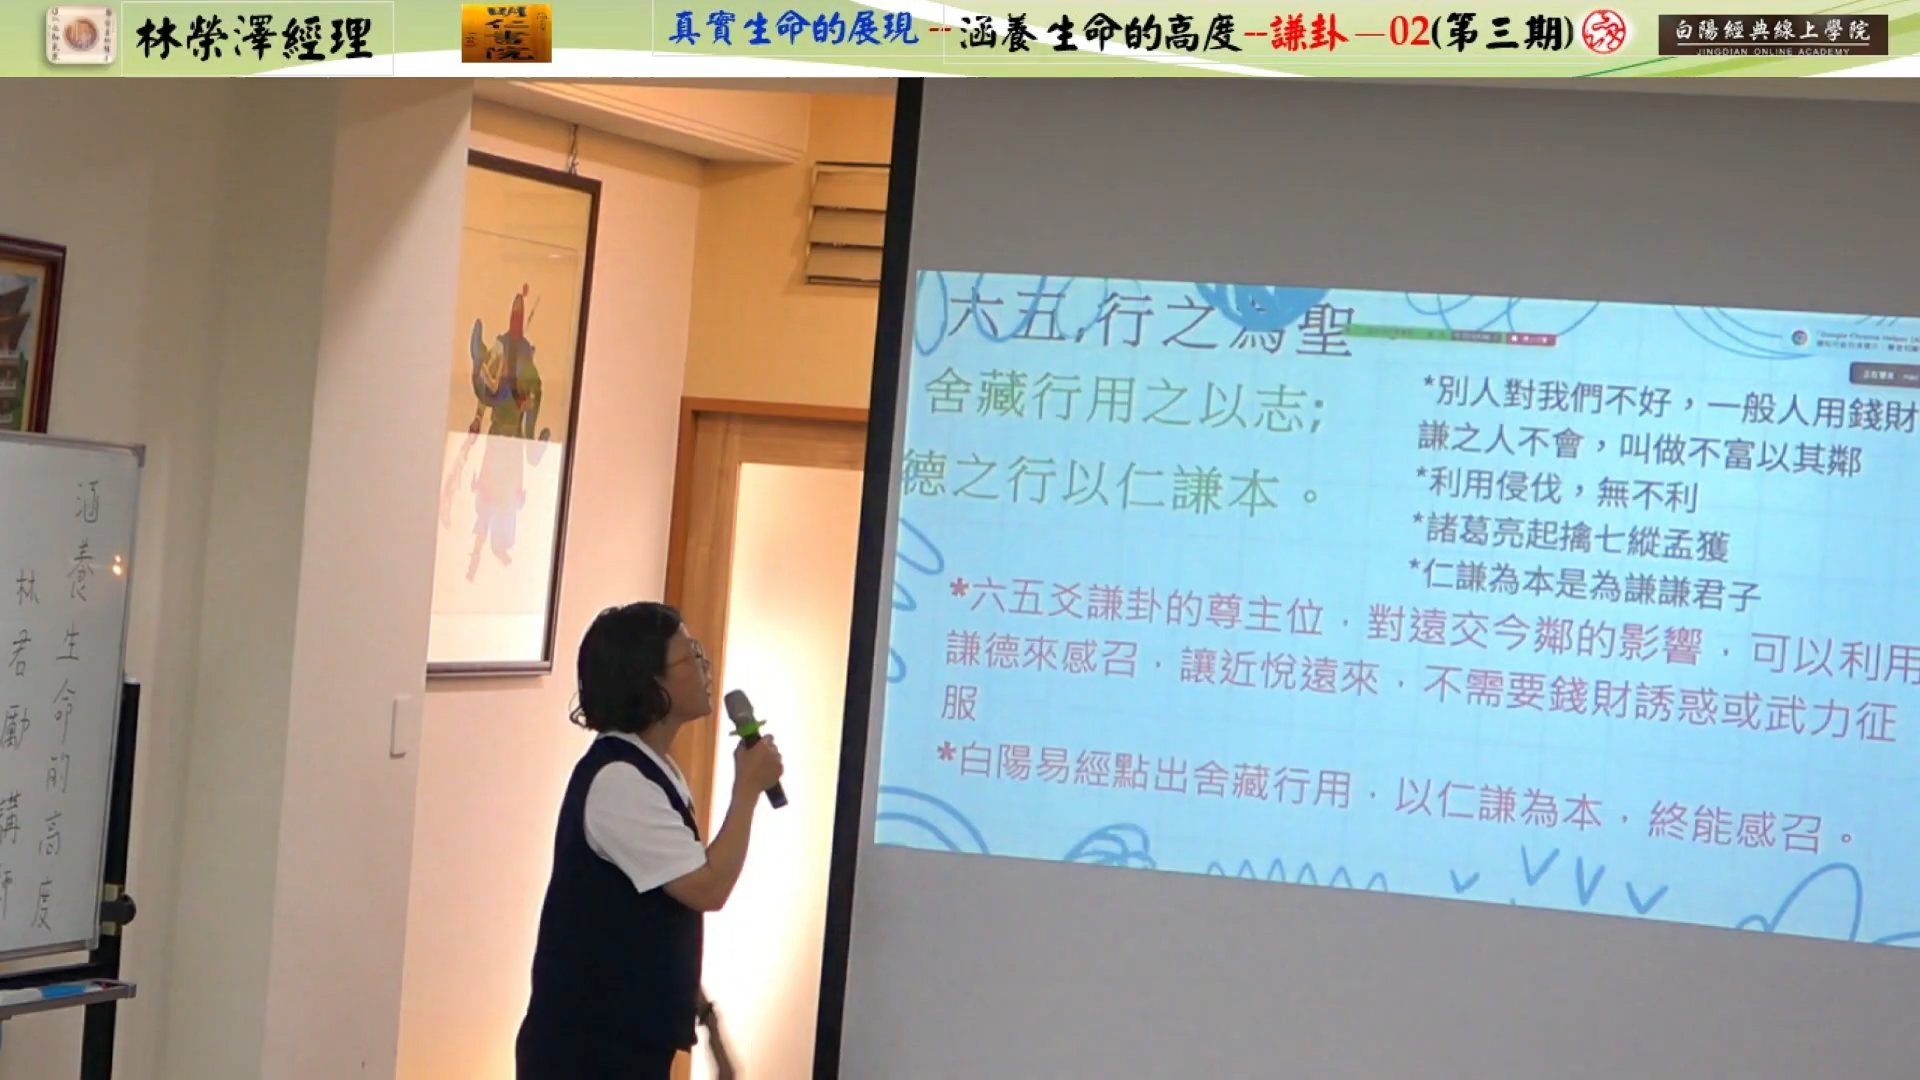 林榮澤經理
明仁書院
真實生命的展現--涵養生命的高度--謙卦—02(第三期)
白陽經典線上學院
JINGDIAN ONLINE ACADEMY
涵養生命的高度
林君勵講師
六五,行之為聖
舍藏行用之以志;
德之行以仁謙本。
*別人對我們不好，一般人用錢財
謙之人不會，叫做不富以其鄰
*利用侵伐，無不利
*諸葛亮起擒七縱孟獲
*仁謙為本是為謙謙君子
*六五爻謙卦的尊主位．對遠交今鄰的影響．可以利用
謙德來感召．讓近悅遠來．不需要錢財誘惑或武力征
服
*白陽易經點出舍藏行用．以仁謙為本．終能感召。